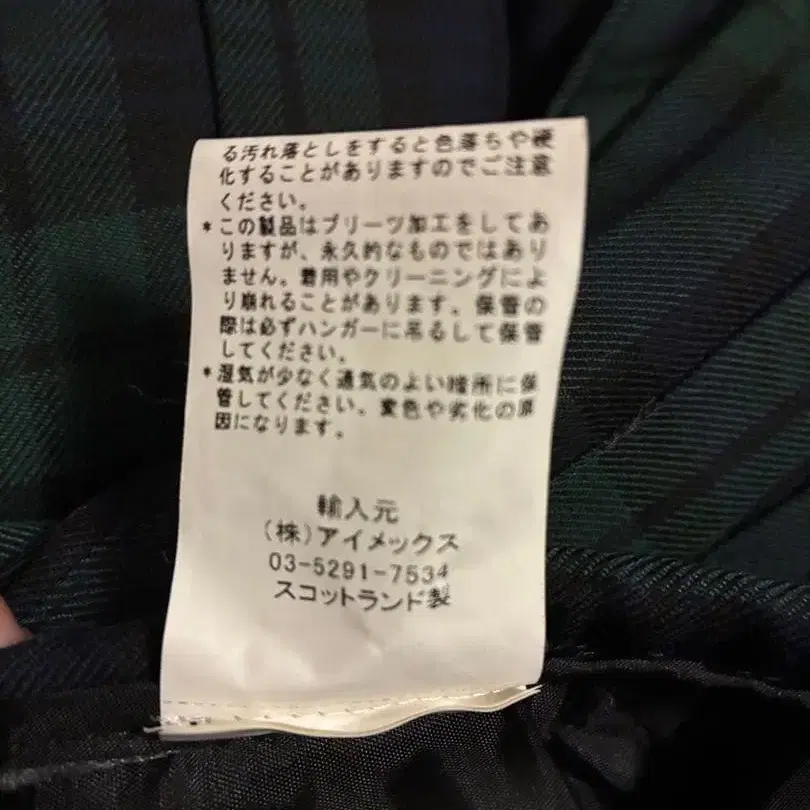 る汚れ落としをすると色落ちや硬
化することがありますのでご注意
ください。
*この製品はプリーツ加工をしてあ
りますが、永久的なものではあり
ません。着用やクリーニングによ
り崩れることがあります。保管の
際は必ずハンガーに吊るして保管
してください。
*湿気が少なく通気のよい暗所に保
管してください。変色や劣化の原
因になります。
輸入元
(株)アイメックス
03-5291-7534
スコットランド製